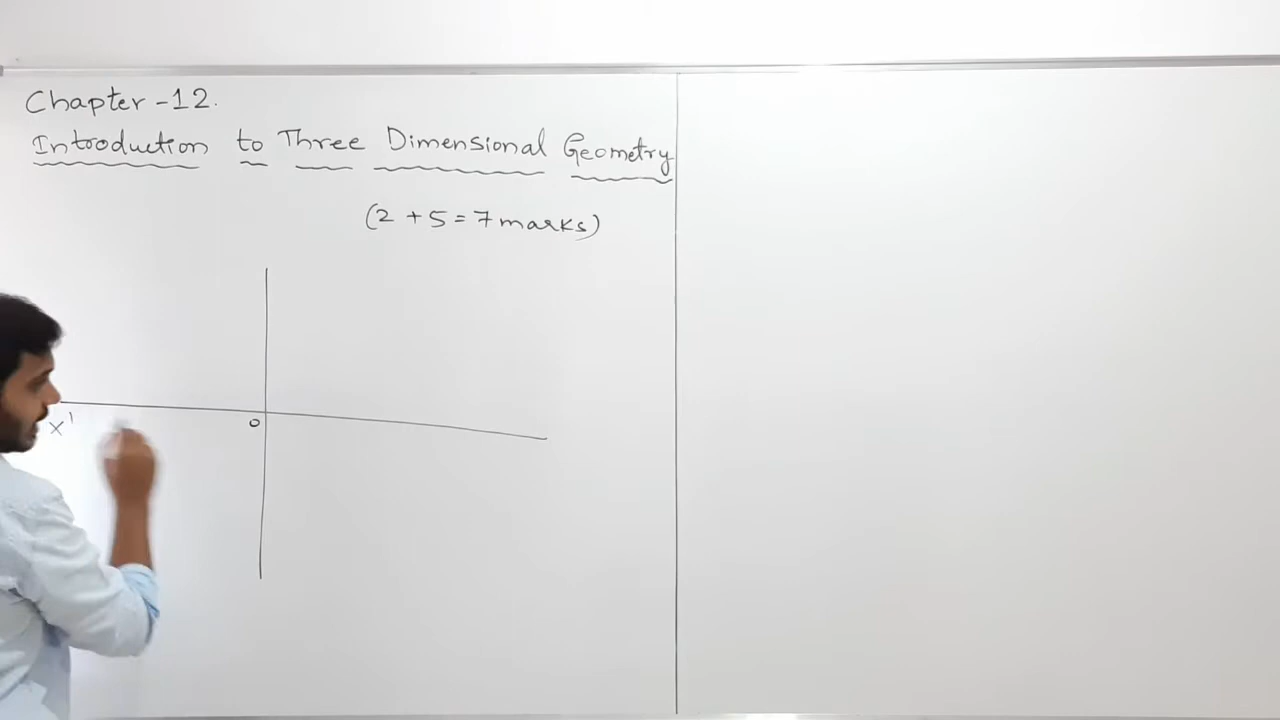 Chapter -12.
Introduction to Three Dimensional Geometry
(2 + 5 = 7 marks)
O
X'